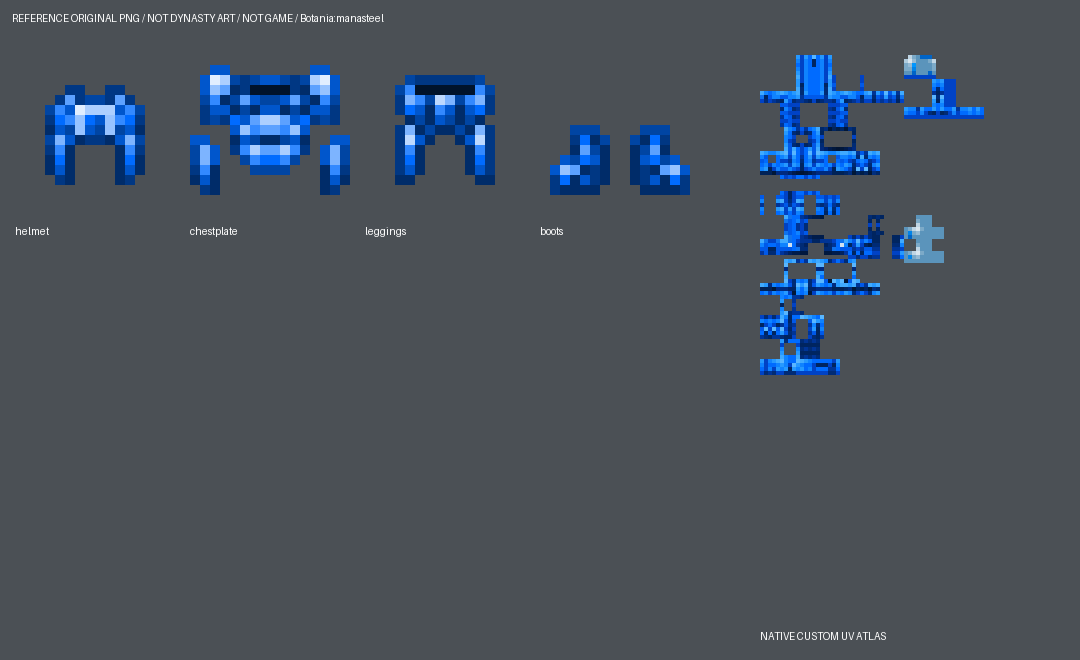 REFERENCE ORIGINAL PNG / NOT DYNASTY ART / NOT GAME / Botania:manasteel
helmet
chestplate
leggings
boots
NATIVE CUSTOM UV ATLAS